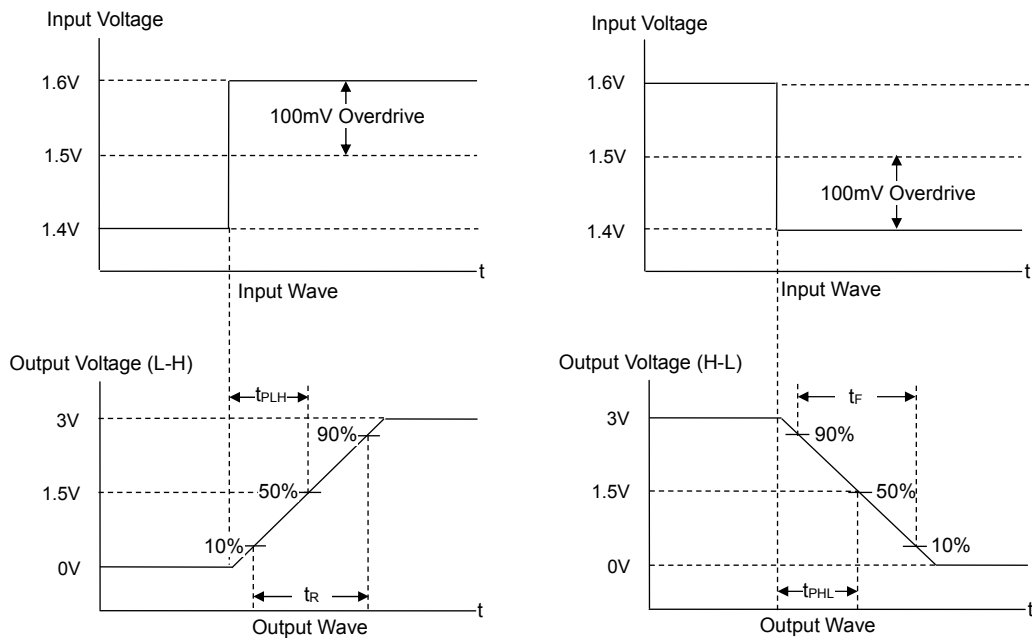 Input Voltage
1.6V
100mV Overdrive
1.5V
1.4V
t
Input Wave
Input Voltage
1.6V
1.5V
100mV Overdrive
1.4V
t
Input Wave
Output Voltage (L-H)
tPLH
3V
90%
1.5V
50%
10%
0V
tR
t
Output Wave
Output Voltage (H-L)
tF
3V
90%
1.5V
50%
10%
0V
tPHL
t
Output Wave